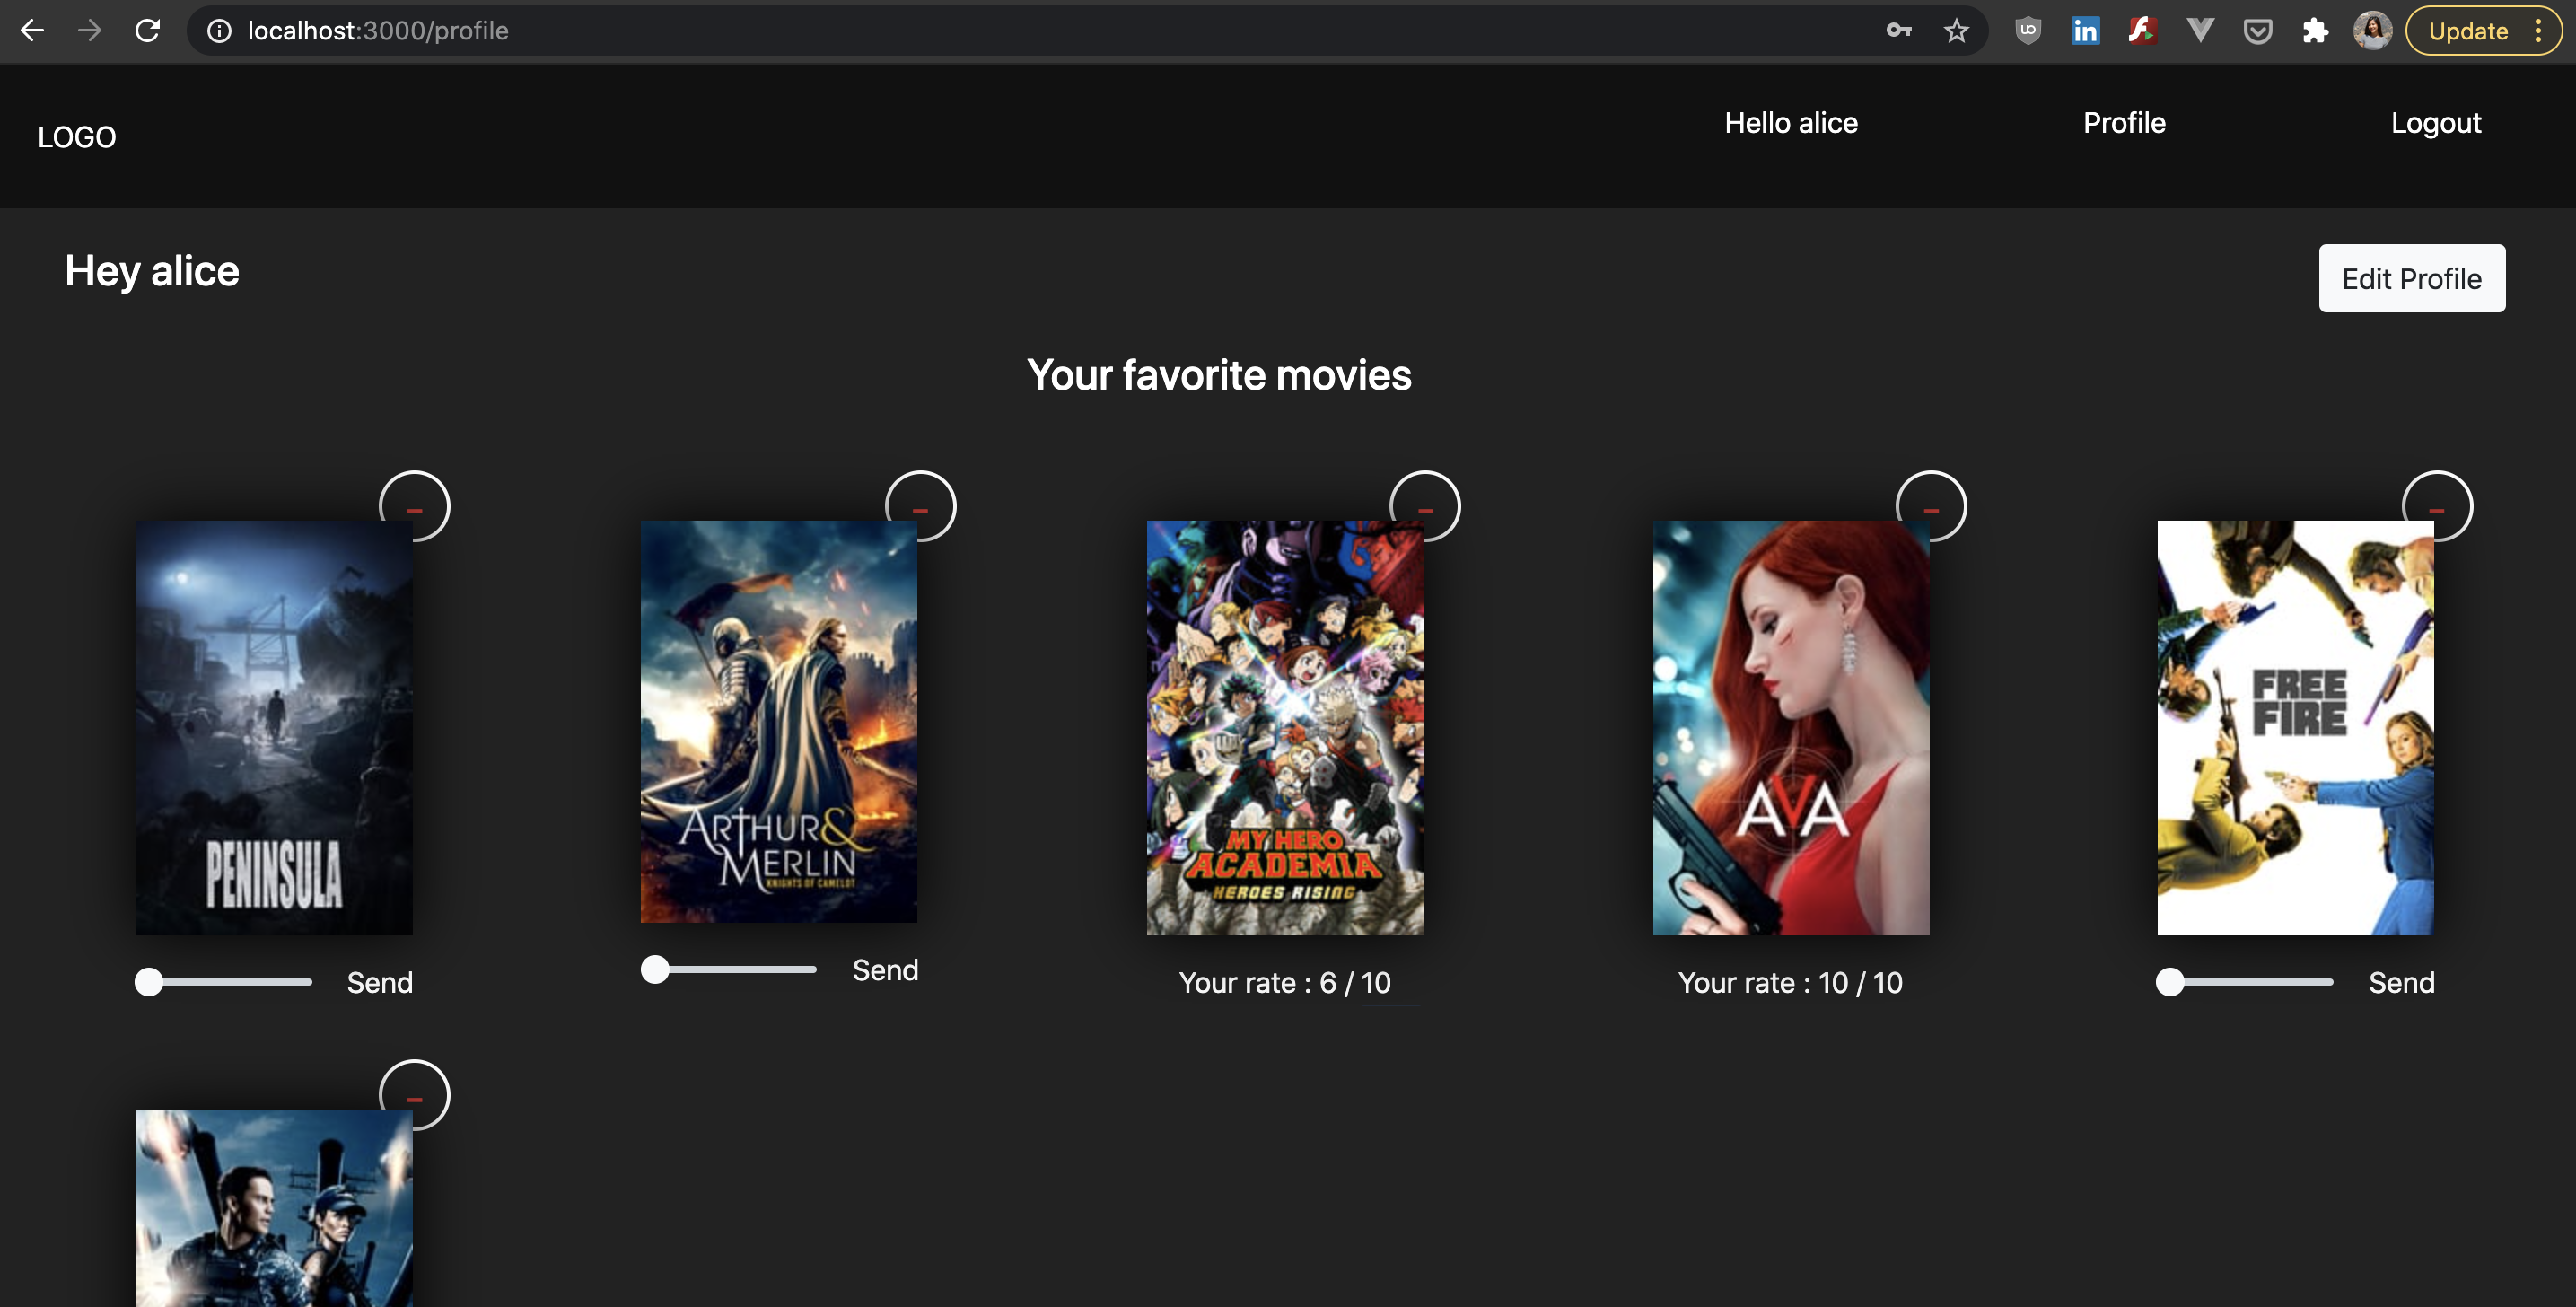 localhost:3000/profile
Update
LOGO
Hello alice
Profile
Logout
Hey alice
Edit Profile
Your favorite movies
-
-
-
-
-
PENINSULA
ARTHUR &
MERLIN
KNIGHTS OF CAMELOT
MY HERO
ACADEMIA
HEROES RISING
AVA
FREE
FIRE
Send
Send
Your rate : 6 / 10
Your rate : 10 / 10
Send
-